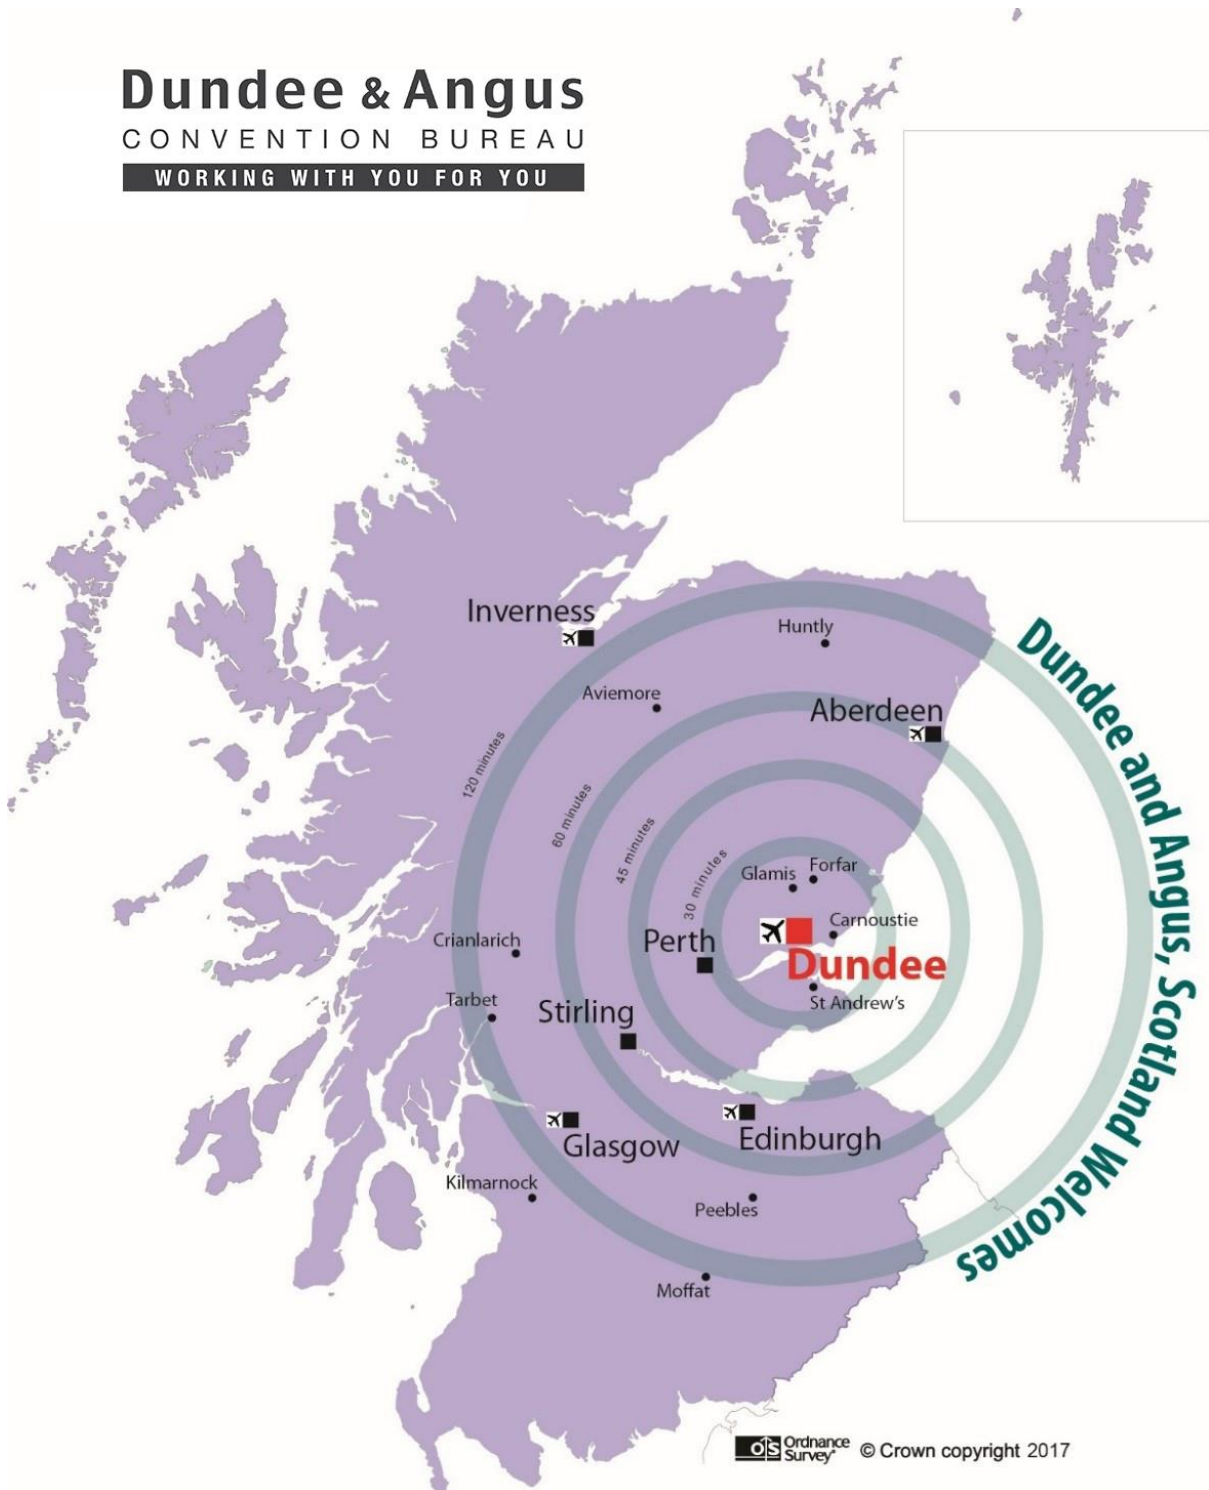 Dundee & Angus
CONVENTION BUREAU
WORKING WITH YOU FOR YOU
Inverness
Huntly
Aviemore
Aberdeen
120 minutes
60 minutes
45 minutes
30 minutes
Glamis
Forfar
Carnoustie
Crianlarich
Perth
Dundee
Tarbet
Stirling
St Andrew's
Glasgow
Edinburgh
Kilmarnock
Peebles
Moffat
Dundee and Angus, Scotland Welcomes
OS Ordnance
Survey
© Crown copyright 2017